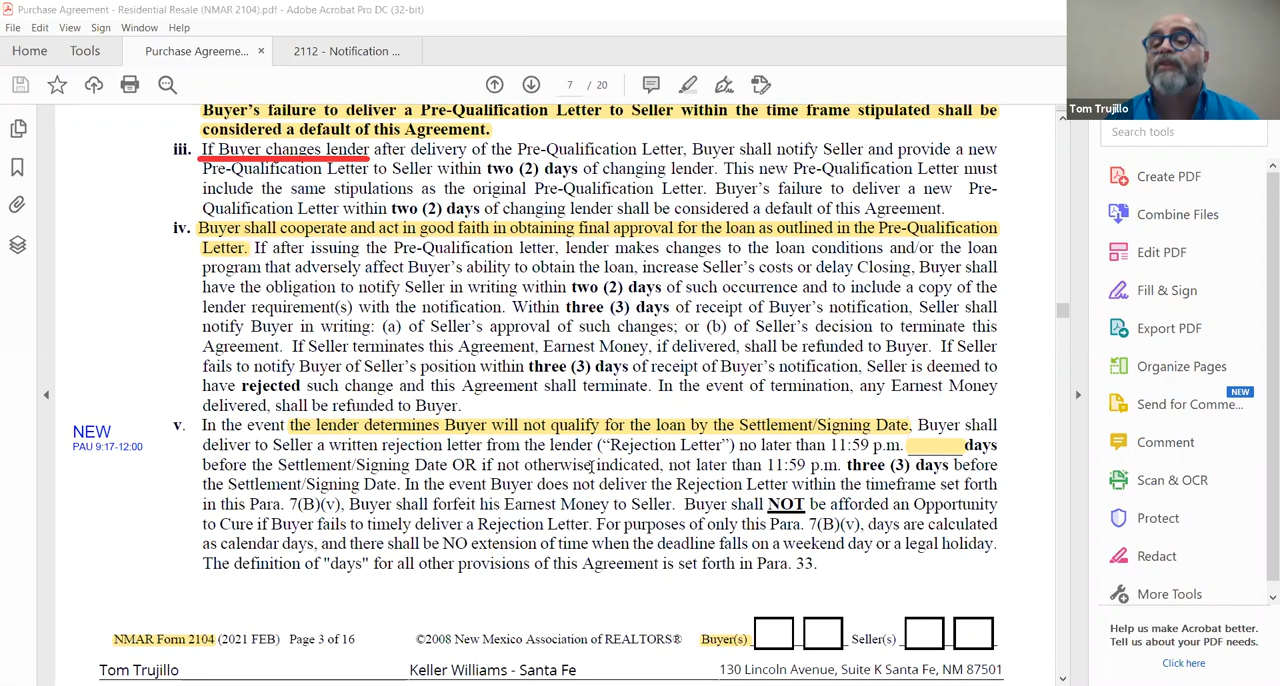 Purchase Agreement - Residential Resale (NMAR 2104).pdf - Adobe Acrobat Pro DC (32-bit)
File Edit View Sign Window Help
Home Tools Purchase Agreeme... × 2112 - Notification ...
7 / 20
Tom Trujillo
Search tools
Buyer's failure to deliver a Pre-Qualification Letter to Seller within the time frame stipulated shall be
considered a default of this Agreement.
iii. If Buyer changes lender after delivery of the Pre-Qualification Letter, Buyer shall notify Seller and provide a new
Pre-Qualification Letter to Seller within two (2) days of changing lender. This new Pre-Qualification Letter must
include the same stipulations as the original Pre-Qualification Letter. Buyer's failure to deliver a new Pre-
Qualification Letter within two (2) days of changing lender shall be considered a default of this Agreement.
iv. Buyer shall cooperate and act in good faith in obtaining final approval for the loan as outlined in the Pre-Qualification
Letter. If after issuing the Pre-Qualification letter, lender makes changes to the loan conditions and/or the loan
program that adversely affect Buyer's ability to obtain the loan, increase Seller's costs or delay Closing, Buyer shall
have the obligation to notify Seller in writing within two (2) days of such occurrence and to include a copy of the
lender requirement(s) with the notification. Within three (3) days of receipt of Buyer's notification, Seller shall
notify Buyer in writing: (a) of Seller's approval of such changes; or (b) of Seller's decision to terminate this
Agreement. If Seller terminates this Agreement, Earnest Money, if delivered, shall be refunded to Buyer. If Seller
fails to notify Buyer of Seller's position within three (3) days of receipt of Buyer's notification, Seller is deemed to
have rejected such change and this Agreement shall terminate. In the event of termination, any Earnest Money
delivered, shall be refunded to Buyer.
NEW
PAU 9:17-12:00
v. In the event the lender determines Buyer will not qualify for the loan by the Settlement/Signing Date, Buyer shall
deliver to Seller a written rejection letter from the lender ("Rejection Letter") no later than 11:59 p.m. ______ days
before the Settlement/Signing Date OR if not otherwise indicated, not later than 11:59 p.m. three (3) days before
the Settlement/Signing Date. In the event Buyer does not deliver the Rejection Letter within the timeframe set forth
in this Para. 7(B)(v), Buyer shall forfeit his Earnest Money to Seller. Buyer shall NOT be afforded an Opportunity
to Cure if Buyer fails to timely deliver a Rejection Letter. For purposes of only this Para. 7(B)(v), days are calculated
as calendar days, and there shall be NO extension of time when the deadline falls on a weekend day or a legal holiday.
The definition of "days" for all other provisions of this Agreement is set forth in Para. 33.
NMAR Form 2104 (2021 FEB) Page 3 of 16 ©2008 New Mexico Association of REALTORS® Buyer(s) Seller(s)
Tom Trujillo Keller Williams - Santa Fe 130 Lincoln Avenue, Suite K Santa Fe, NM 87501
Create PDF
Combine Files
Edit PDF
Fill & Sign
Export PDF
Organize Pages
NEW
Send for Comme...
Comment
Scan & OCR
Protect
Redact
More Tools
Help us make Acrobat better.
Tell us about your PDF needs.
Click here